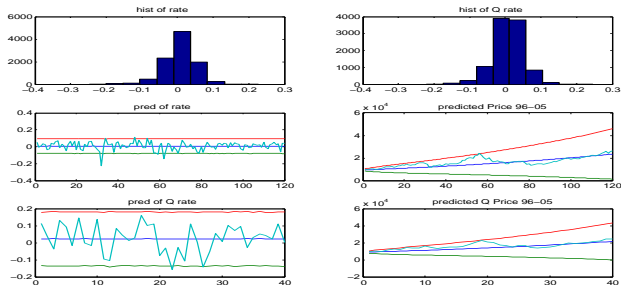 hist of rate
6000
4000
2000
0
−0.4 −0.3 −0.2 −0.1 0 0.1 0.2 0.3
hist of Q rate
4000
3000
2000
1000
0
−0.4 −0.3 −0.2 −0.1 0 0.1 0.2 0.3
pred of rate
0.4
0.2
0
−0.2
−0.4
0 20 40 60 80 100 120
predicted Price 96−05
x 10^4
6
4
2
0
0 20 40 60 80 100 120
pred of Q rate
0.2
0.1
0
−0.1
−0.2
0 10 20 30 40
predicted Q Price 96−05
x 10^4
6
4
2
0
−2
0 10 20 30 40